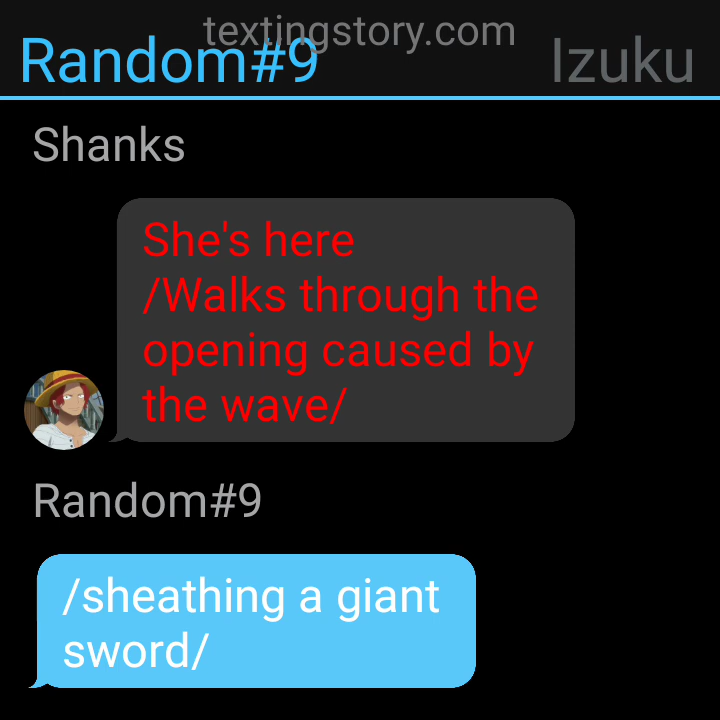 textingstory.com
Random#9 Izuku
Shanks
She's here
/Walks through the
opening caused by
the wave/
Random#9
/sheathing a giant
sword/